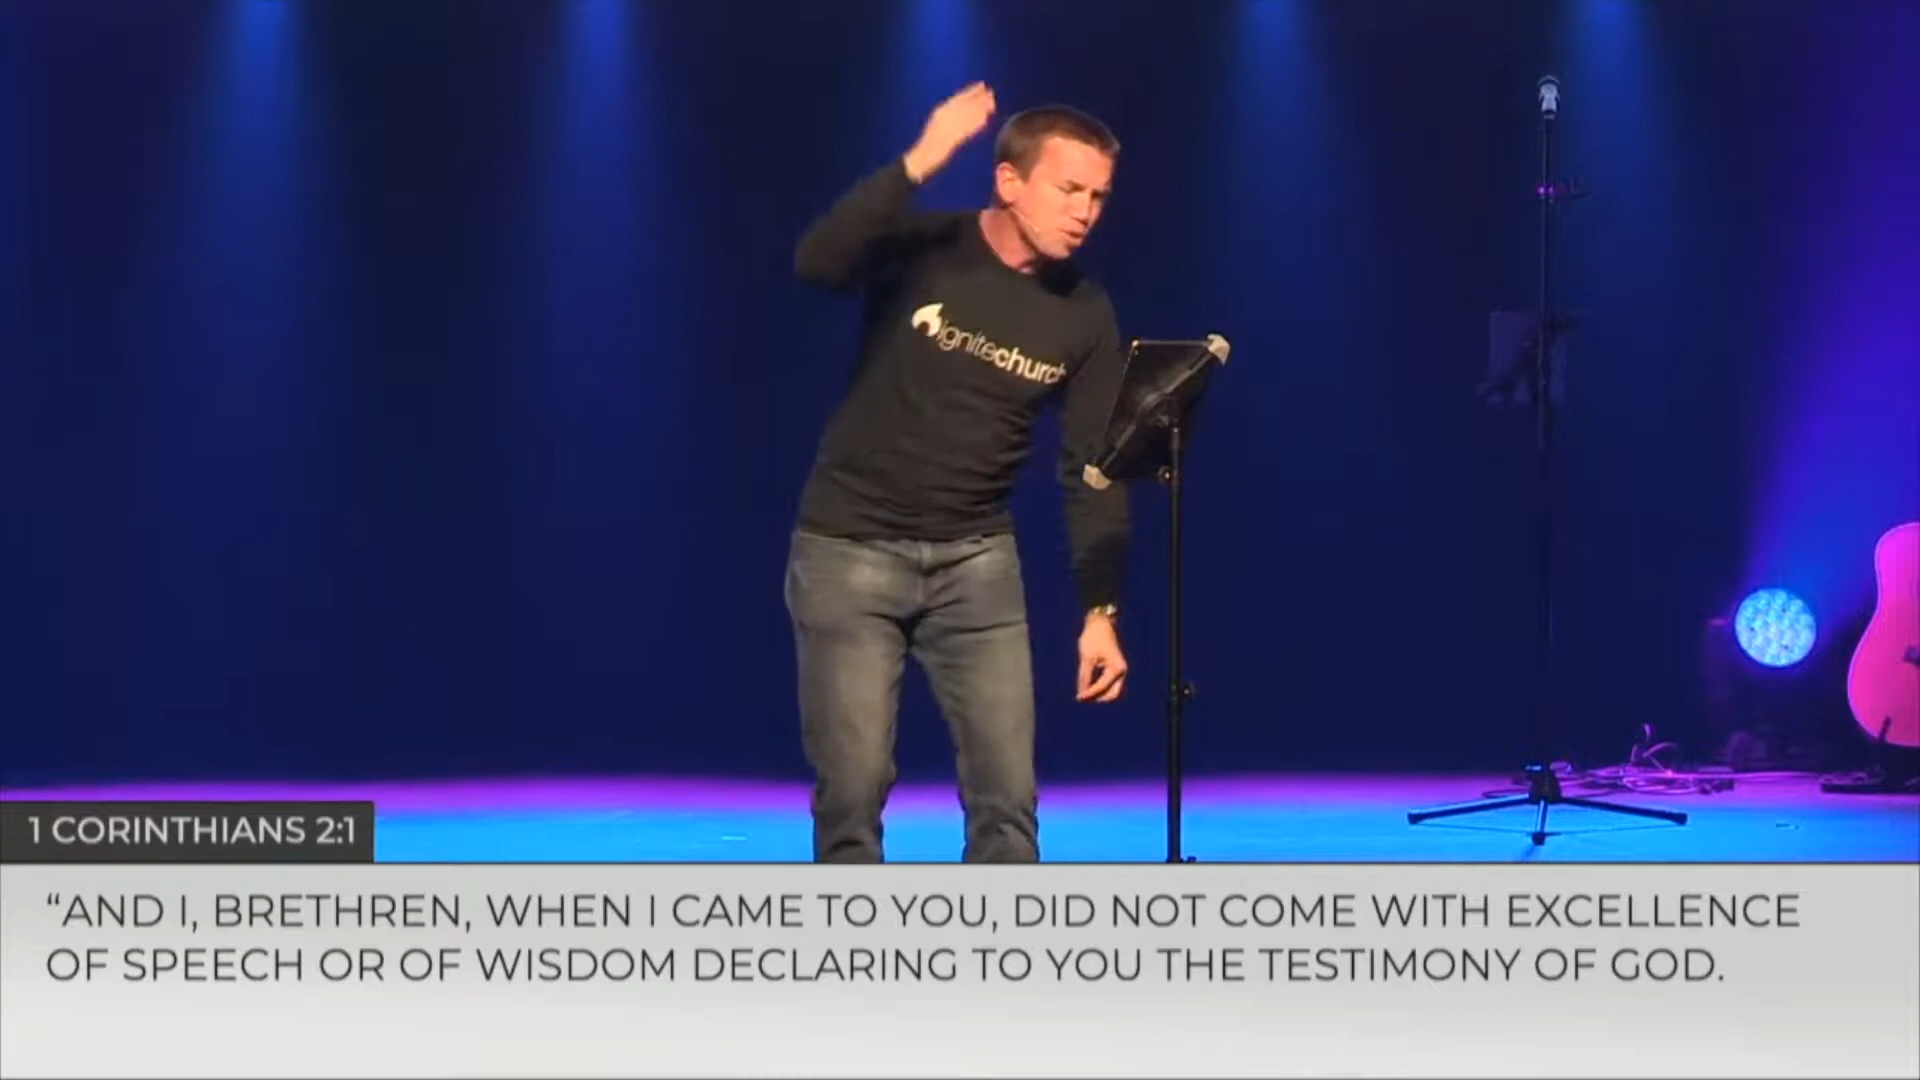 ignitechurch
1 CORINTHIANS 2:1
“AND I, BRETHREN, WHEN I CAME TO YOU, DID NOT COME WITH EXCELLENCE
OF SPEECH OR OF WISDOM DECLARING TO YOU THE TESTIMONY OF GOD.